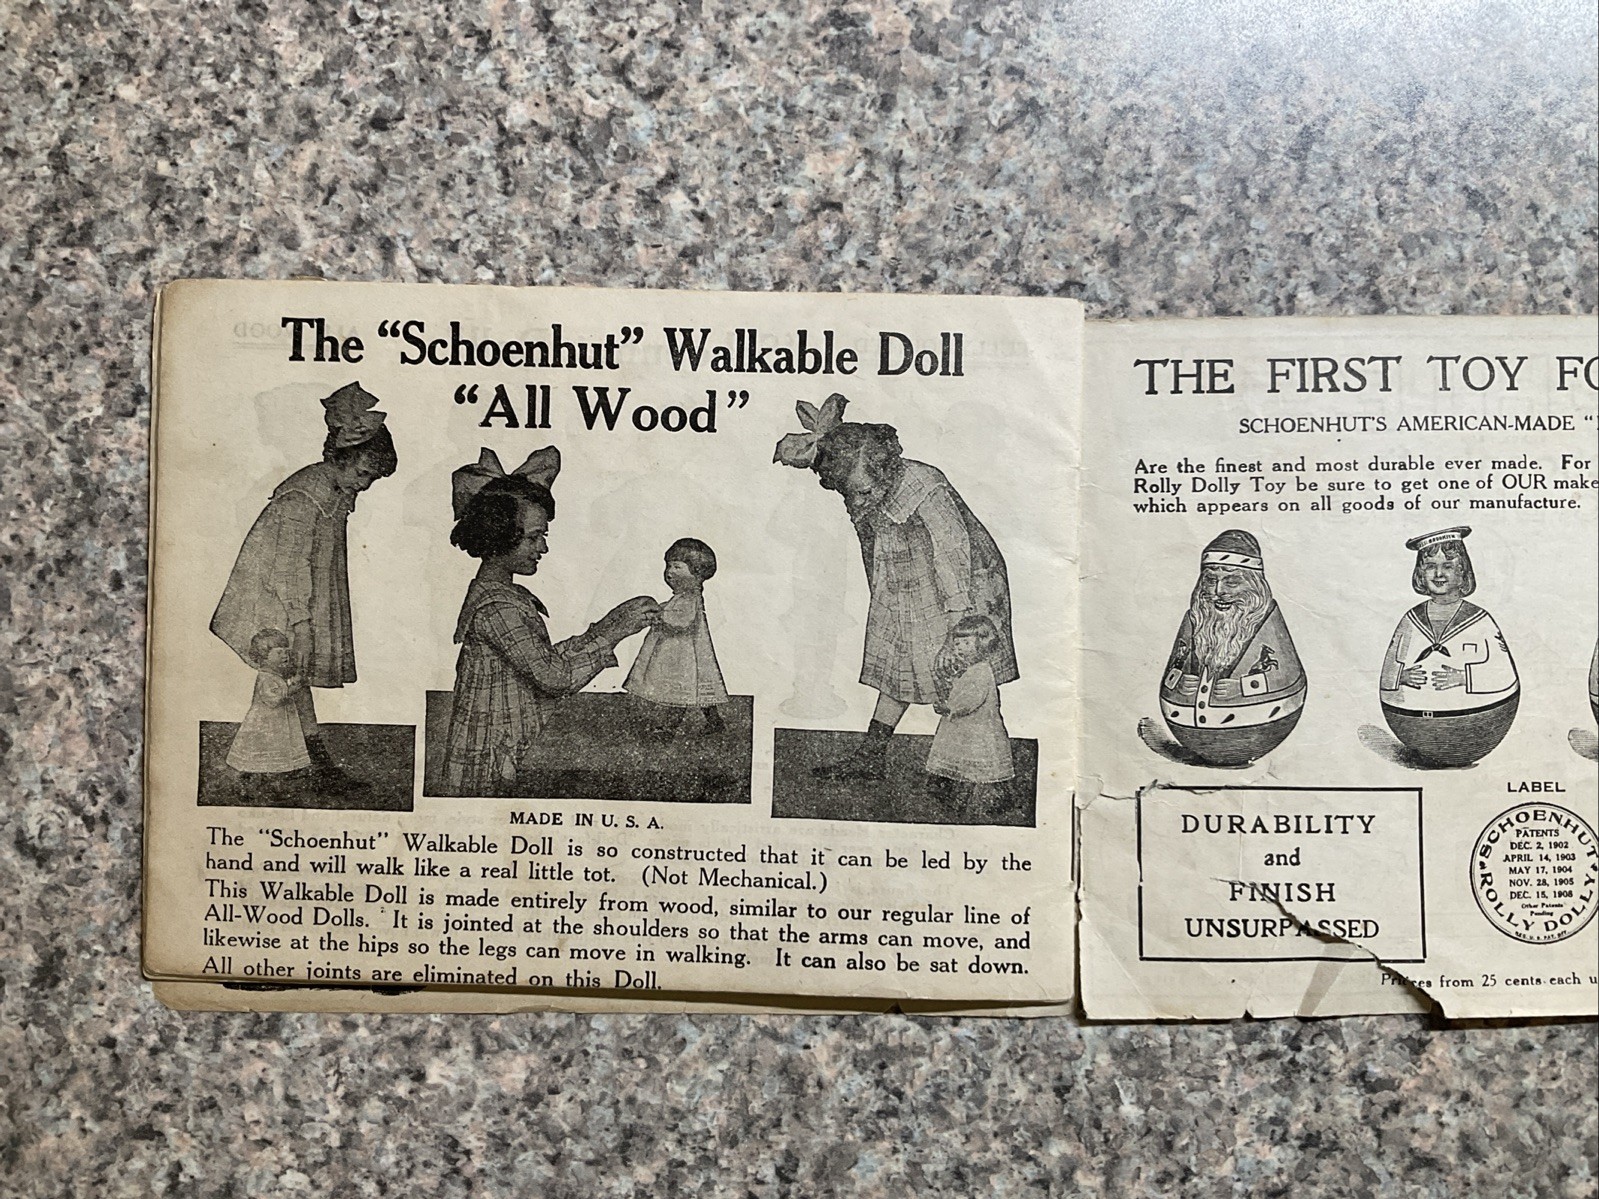 The “Schoenhut” Walkable Doll
“All Wood”
MADE IN U. S. A.
The “Schoenhut” Walkable Doll is so constructed that it can be led by the
hand and will walk like a real little tot. (Not Mechanical.)
This Walkable Doll is made entirely from wood, similar to our regular line of
All-Wood Dolls. It is jointed at the shoulders so that the arms can move, and
likewise at the hips so the legs can move in walking. It can also be sat down.
All other joints are eliminated on this Doll.
THE FIRST TOY
SCHOENHUT'S AMERICAN-MADE “
Are the finest and most durable ever made. For
Rolly Dolly Toy be sure to get one of OUR make
which appears on all goods of our manufacture.
DURABILITY
and
FINISH
UNSURPASSED
LABEL
SCHOENHUT
ROLLY DOLLY
PATENTS
DEC. 2, 1902
APRIL 14, 1903
MAY 17, 1904
NOV. 28, 1905
DEC. 15, 1908
Other Patents
Pending
Prices from 25 cents each